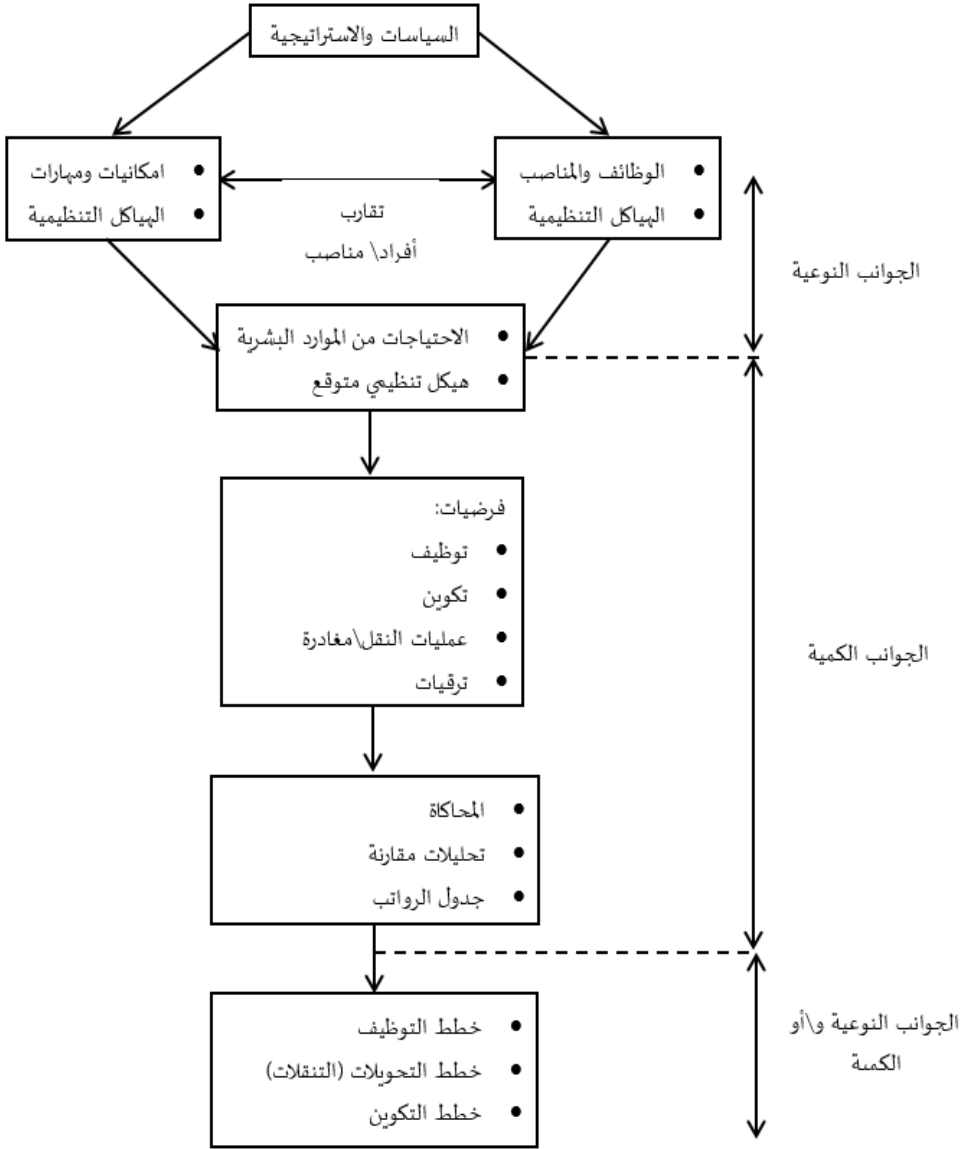 السياسات والاستراتيجية
الوظائف والمناصب
الهياكل التنظيمية
امكانيات ومهارات
الهياكل التنظيمية
تقارب
أفراد\ مناصب
الجوانب النوعية
الاحتياجات من الموارد البشرية
هيكل تنظيمي متوقع
فرضيات:
توظيف
تكوين
عمليات النقل\مغادرة
ترقيات
الجوانب الكمية
المحاكاة
تحليلات مقارنة
جدول الرواتب
خطط التوظيف
خطط التحويلات (التنقلات)
خطط التكوين
الجوانب النوعية و\أو
الكمية